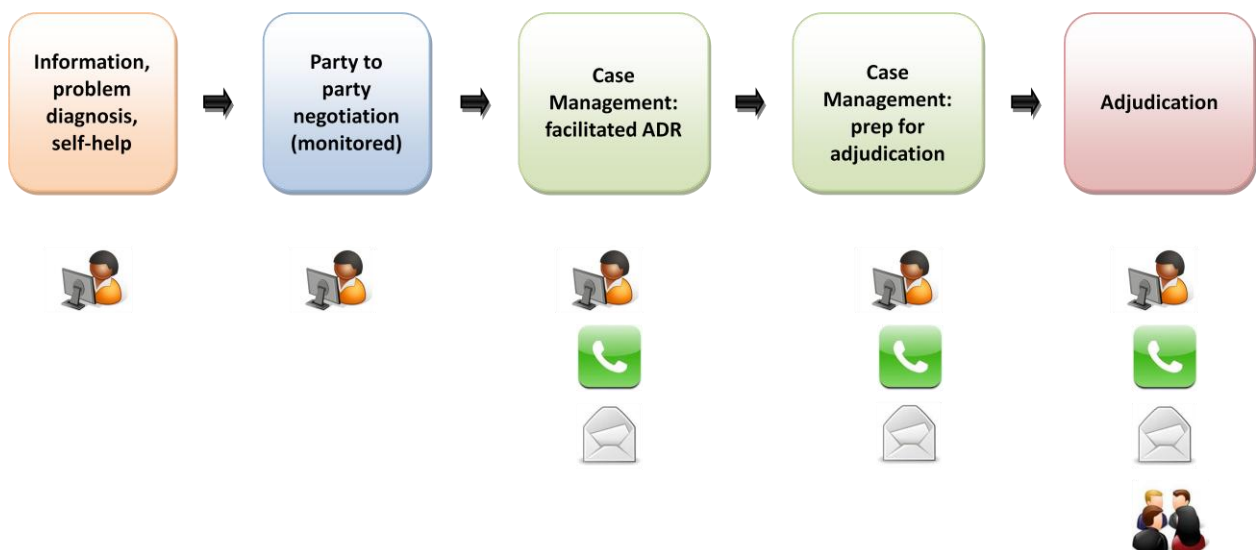 Information,
problem
diagnosis,
self-help
Party to
party
negotiation
(monitored)
Case
Management:
facilitated ADR
Case
Management:
prep for
adjudication
Adjudication